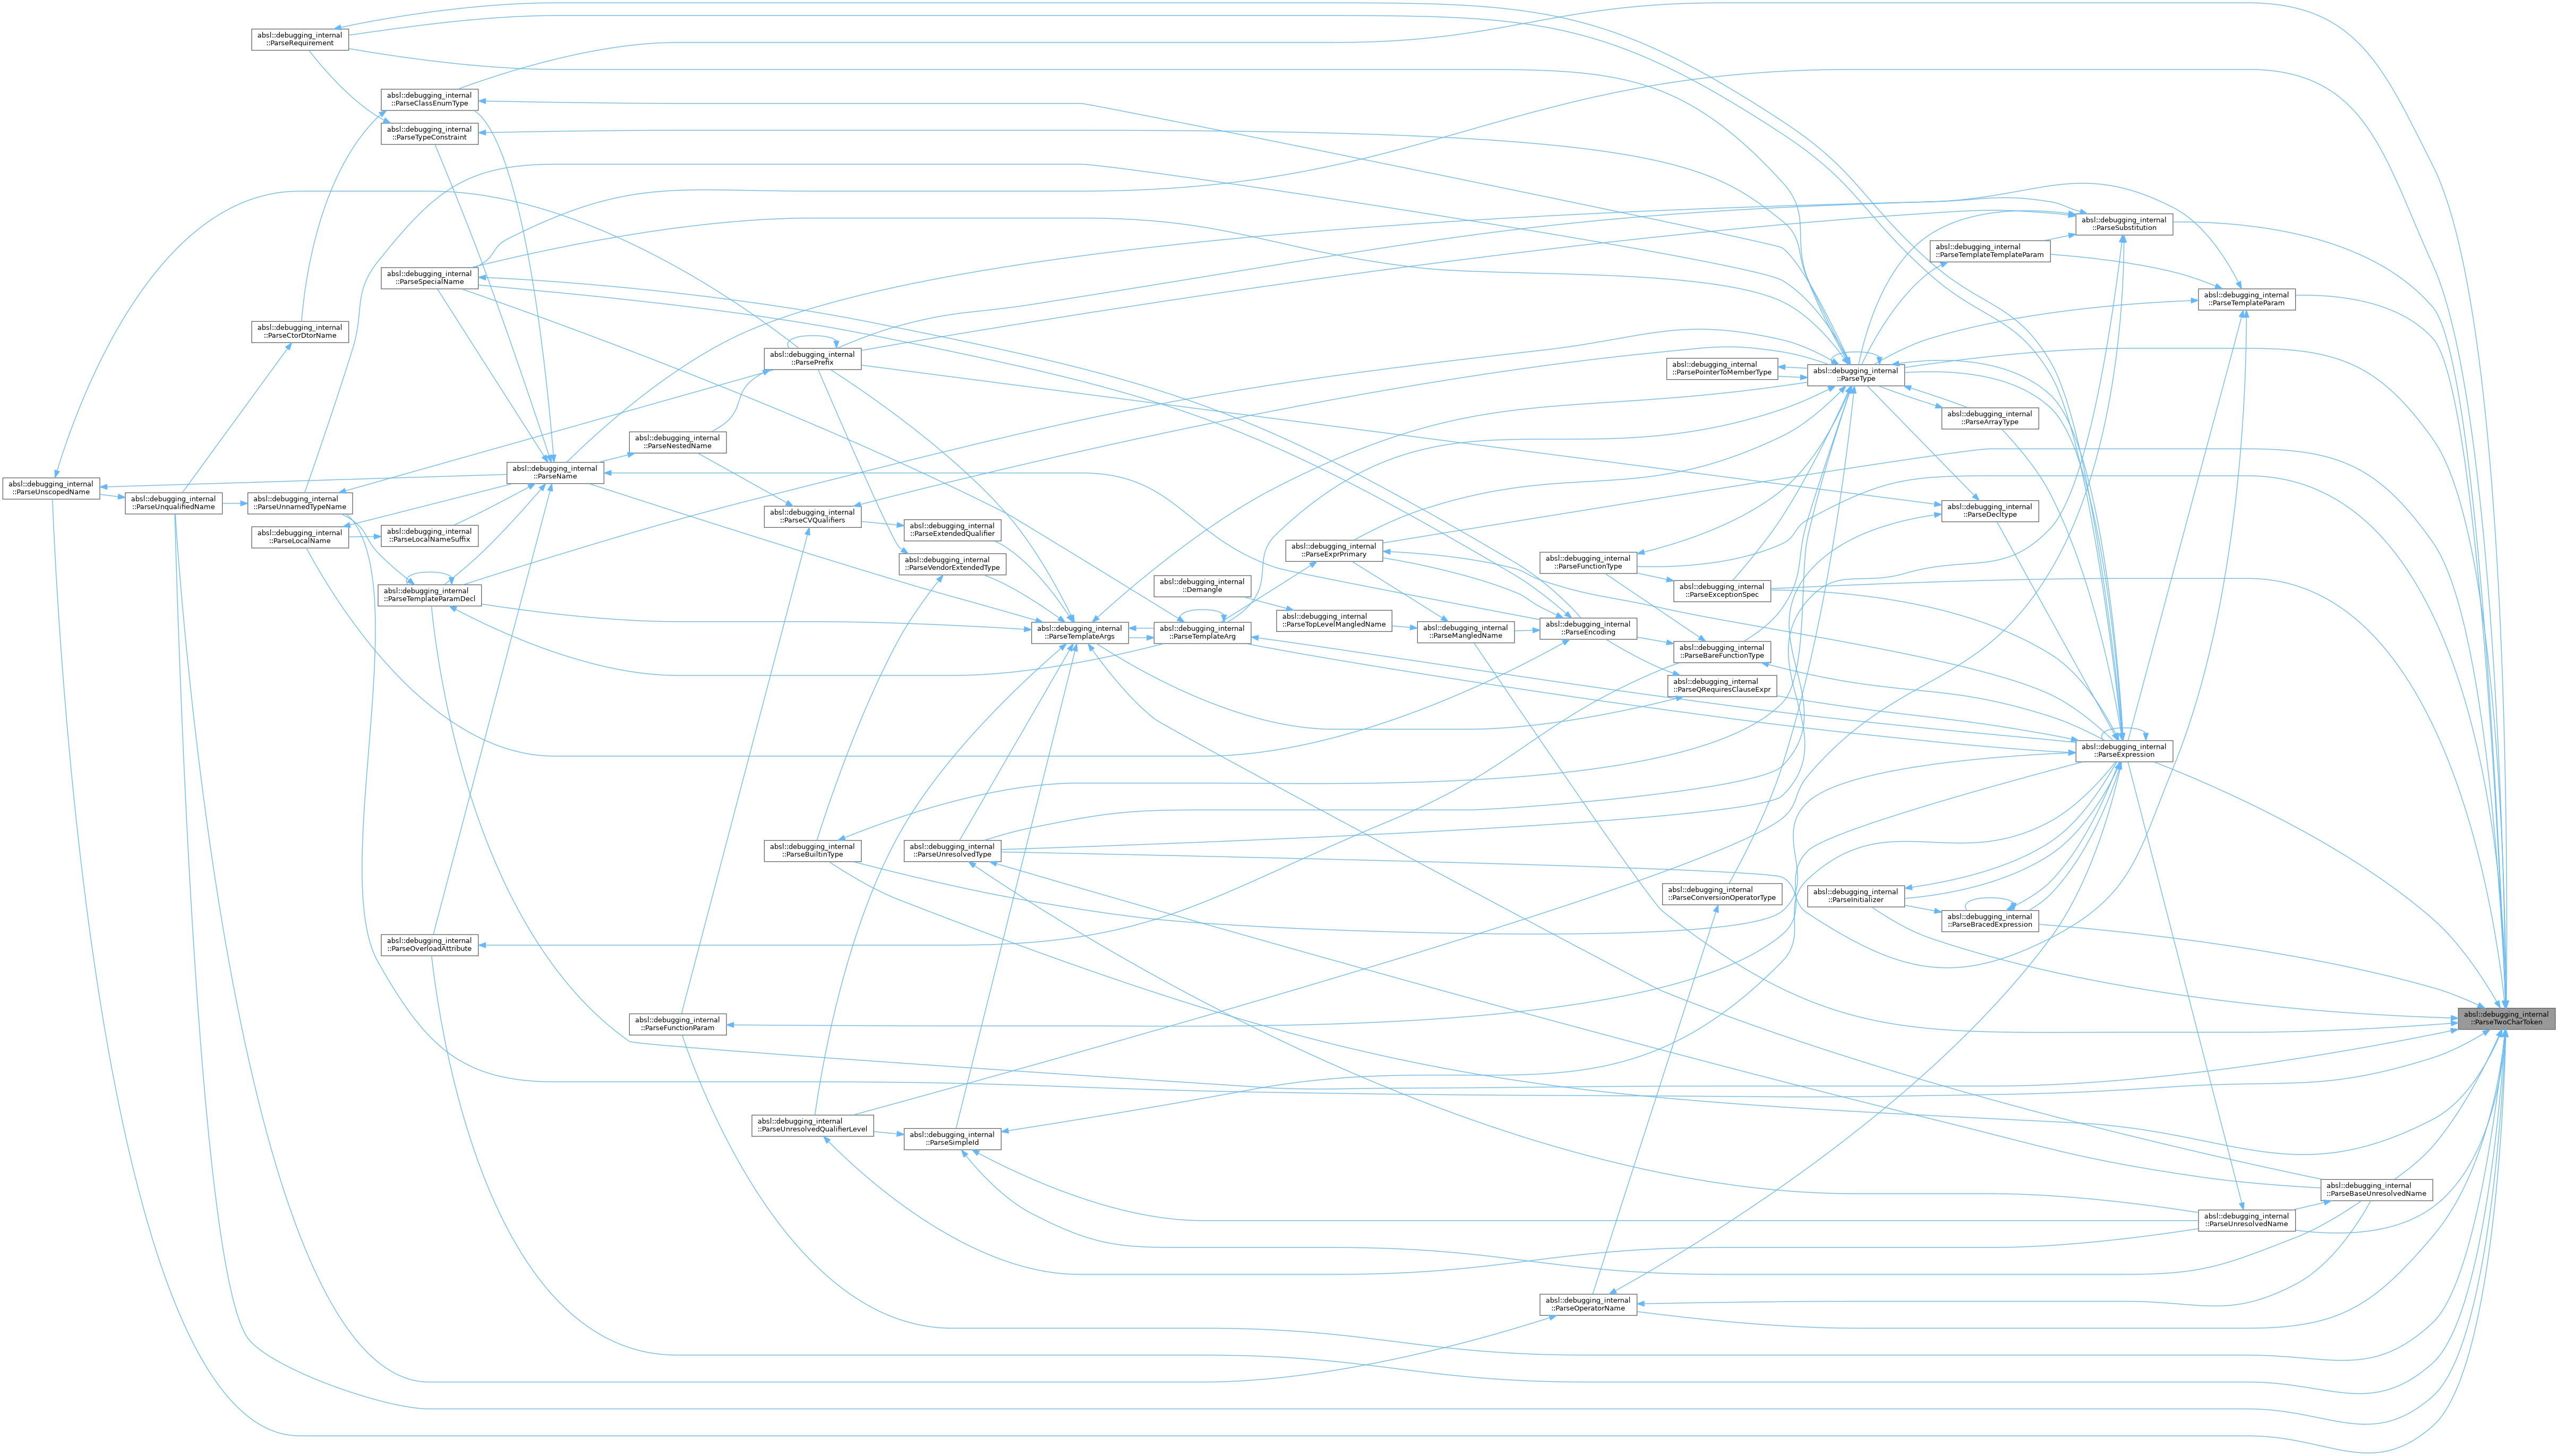 absl::debugging_internal
::ParseRequirement
absl::debugging_internal
::ParseClassEnumType
absl::debugging_internal
::ParseTypeConstraint
absl::debugging_internal
::ParseSubstitution
absl::debugging_internal
::ParseTemplateTemplateParam
absl::debugging_internal
::ParseSpecialName
absl::debugging_internal
::ParseTemplateParam
absl::debugging_internal
::ParseCtorDtorName
absl::debugging_internal
::ParsePrefix
absl::debugging_internal
::ParsePointerToMemberType
absl::debugging_internal
::ParseType
absl::debugging_internal
::ParseArrayType
absl::debugging_internal
::ParseNestedName
absl::debugging_internal
::ParseName
absl::debugging_internal
::ParseUnscopedName
absl::debugging_internal
::ParseUnqualifiedName
absl::debugging_internal
::ParseUnnamedTypeName
absl::debugging_internal
::ParseCVQualifiers
absl::debugging_internal
::ParseDecltype
absl::debugging_internal
::ParseLocalName
absl::debugging_internal
::ParseLocalNameSuffix
absl::debugging_internal
::ParseExtendedQualifier
absl::debugging_internal
::ParseExprPrimary
absl::debugging_internal
::ParseVendorExtendedType
absl::debugging_internal
::ParseFunctionType
absl::debugging_internal
::ParseTemplateParamDecl
absl::debugging_internal
::Demangle
absl::debugging_internal
::ParseExceptionSpec
absl::debugging_internal
::ParseTopLevelMangledName
absl::debugging_internal
::ParseTemplateArgs
absl::debugging_internal
::ParseTemplateArg
absl::debugging_internal
::ParseMangledName
absl::debugging_internal
::ParseEncoding
absl::debugging_internal
::ParseBareFunctionType
absl::debugging_internal
::ParseQRequiresClauseExpr
absl::debugging_internal
::ParseExpression
absl::debugging_internal
::ParseBuiltinType
absl::debugging_internal
::ParseUnresolvedType
absl::debugging_internal
::ParseConversionOperatorType
absl::debugging_internal
::ParseInitializer
absl::debugging_internal
::ParseBracedExpression
absl::debugging_internal
::ParseOverloadAttribute
absl::debugging_internal
::ParseTwoCharToken
absl::debugging_internal
::ParseFunctionParam
absl::debugging_internal
::ParseUnresolvedQualifierLevel
absl::debugging_internal
::ParseSimpleId
absl::debugging_internal
::ParseBaseUnresolvedName
absl::debugging_internal
::ParseUnresolvedName
absl::debugging_internal
::ParseOperatorName